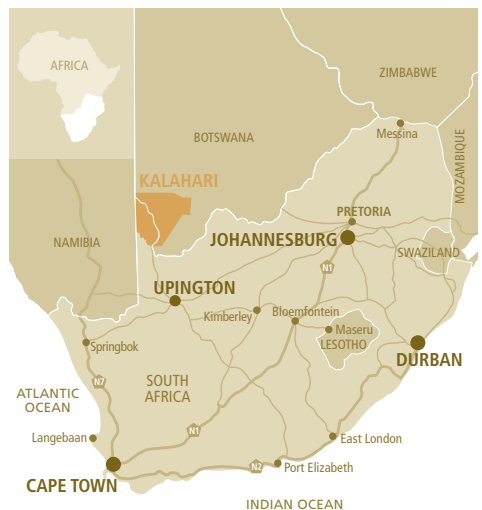 AFRICA
ZIMBABWE
Messina
BOTSWANA
MOZAMBIQUE
KALAHARI
PRETORIA
NAMIBIA
JOHANNESBURG
SWAZILAND
N1
UPINGTON
Kimberley
Bloemfontein
Maseru
LESOTHO
Springbok
DURBAN
N7
SOUTH
AFRICA
ATLANTIC
OCEAN
N1
Langebaan
East London
N2
Port Elizabeth
CAPE TOWN
INDIAN OCEAN